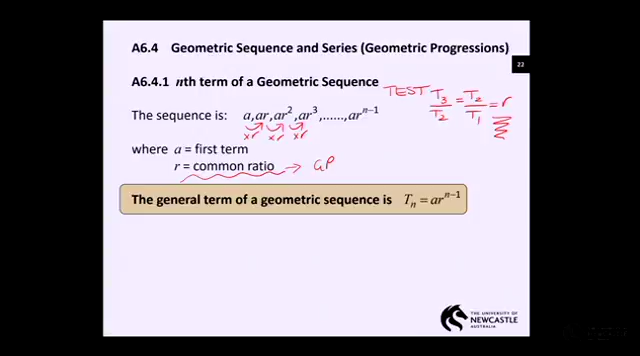 A6.4 Geometric Sequence and Series (Geometric Progressions)
22
A6.4.1 nth term of a Geometric Sequence
TEST T₃/T₂ = T₂/T₁ = r
The sequence is: a, ar, ar², ar³, ......, arⁿ⁻¹
×r ×r ×r
where a = first term
r = common ratio → GP
The general term of a geometric sequence is Tₙ = arⁿ⁻¹
THE UNIVERSITY OF
NEWCASTLE
AUSTRALIA